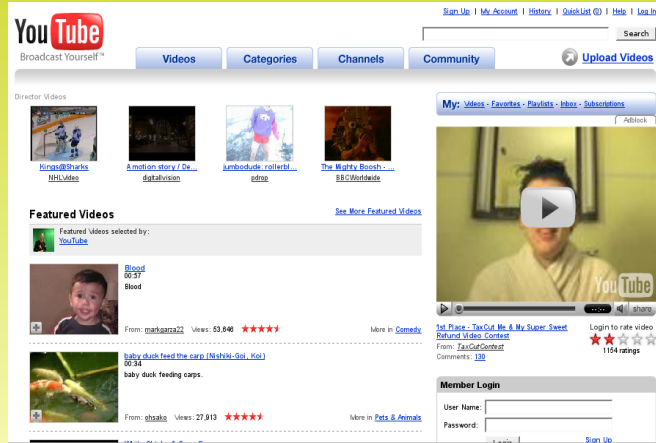 Sign Up | My Account | History | QuickList (0) | Help | Log In
YouTube
Broadcast Yourself™
Search
Videos
Categories
Channels
Community
Upload Videos
Director Videos
Kings@Sharks
NHLVideo
A motion story / De...
digitallvision
jumbodude: rollerbl...
pdrop
The Mighty Boosh - ...
BBCWorldwide
My: Videos - Favorites - Playlists - Inbox - Subscriptions
Adblock
Featured Videos
See More Featured Videos
Featured Videos selected by:
YouTube
Blood
00:57
Blood
From: markgarza22 Views: 53,646
More in Comedy
YouTube
share
1st Place - TaxCut Me & My Super Sweet
Refund Video Contest
From: TaxCutContest
Comments: 130
Login to rate video
1164 ratings
baby duck feed the carp (Nishiki-Goi, Koi)
00:34
baby duck feeding carps.
From: ohsako Views: 27,913
More in Pets & Animals
Member Login
User Name:
Password:
Login
Sign Up